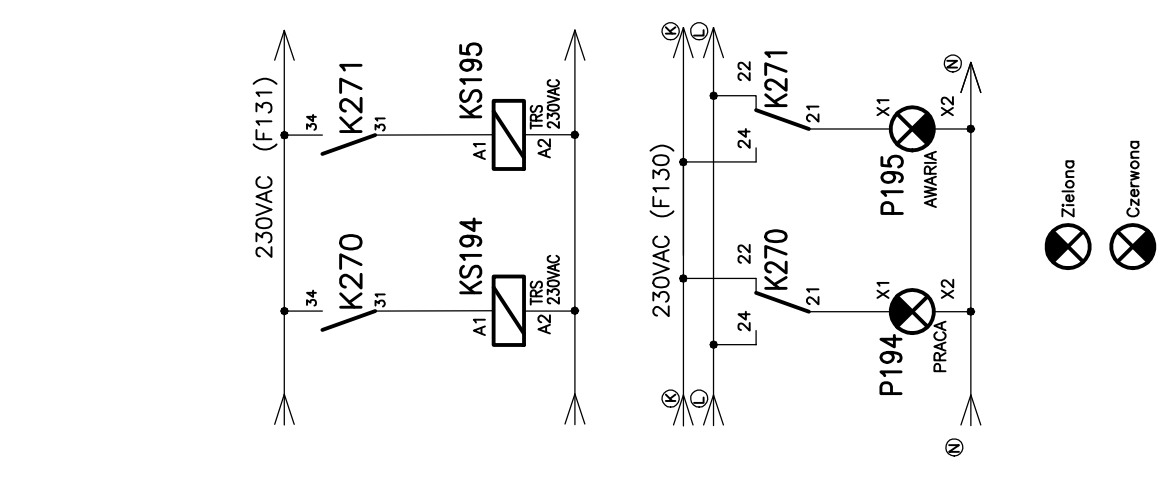 230VAC (F131)
34
K270
31
A1
KS194
A2
TRS
230VAC
34
K271
31
A1
KS195
A2
TRS
230VAC
230VAC (F130)
K
L
K
L
24
22
K270
21
X1
P194
PRACA
X2
24
22
K271
21
X1
P195
AWARIA
X2
N
N
Zielona
Czerwona